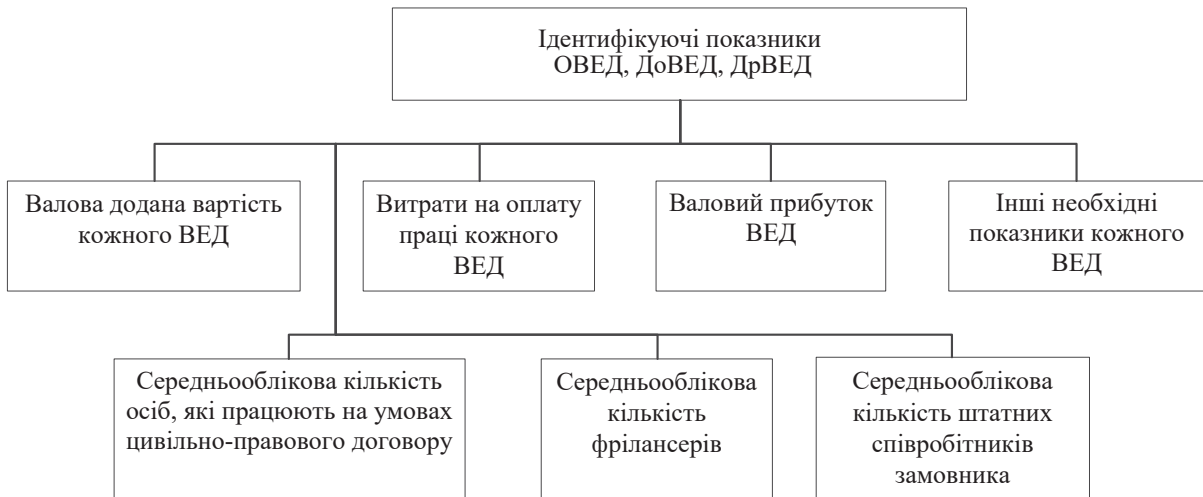 Ідентифікуючі показники
ОВЕД, ДоВЕД, ДрВЕД
Валова додана вартість
кожного ВЕД
Витрати на оплату
праці кожного
ВЕД
Валовий прибуток
ВЕД
Інші необхідні
показники кожного
ВЕД
Середньооблікова кількість
осіб, які працюють на умовах
цивільно-правового договору
Середньооблікова
кількість
фрілансерів
Середньооблікова
кількість штатних
співробітників
замовника